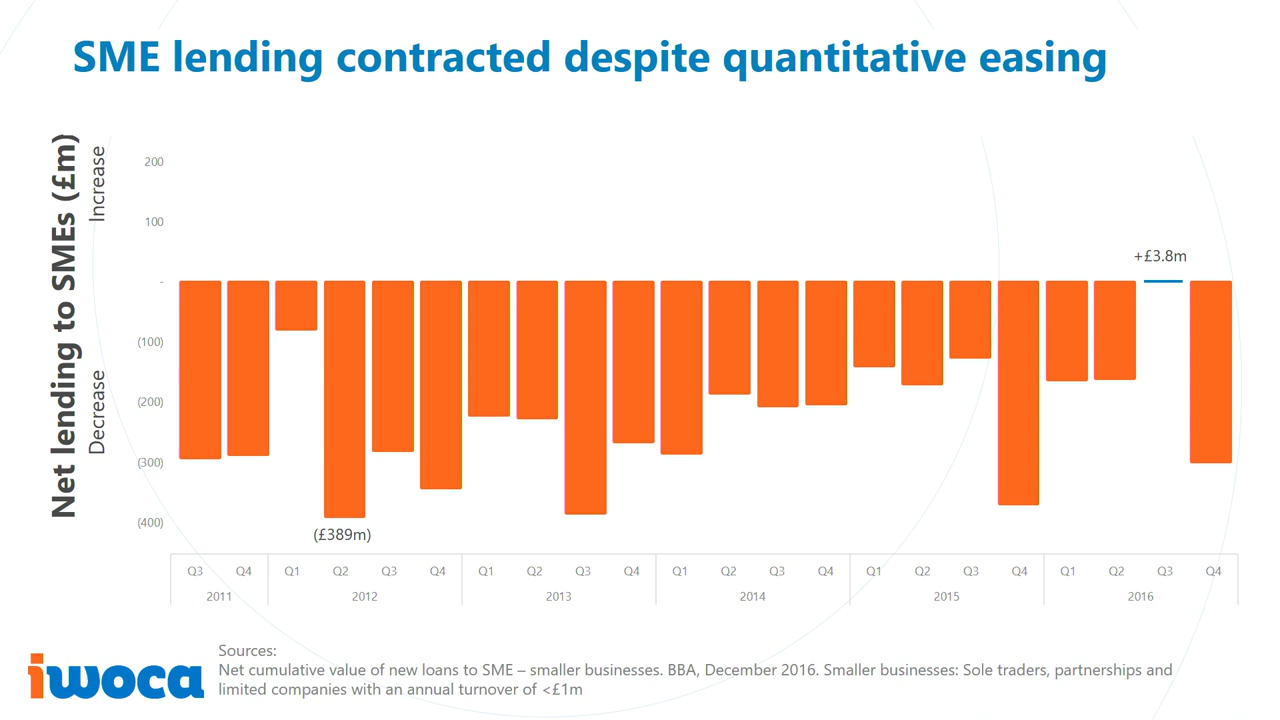 SME lending contracted despite quantitative easing
Net lending to SMEs (£m)
Increase
Decrease
200
100
-
(100)
(200)
(300)
(400)
+£3.8m
(£389m)
Q3 Q4 Q1 Q2 Q3 Q4 Q1 Q2 Q3 Q4 Q1 Q2 Q3 Q4 Q1 Q2 Q3 Q4 Q1 Q2 Q3 Q4
2011 2012 2013 2014 2015 2016
Sources:
Net cumulative value of new loans to SME – smaller businesses. BBA, December 2016. Smaller businesses: Sole traders, partnerships and
limited companies with an annual turnover of <£1m
iwoca